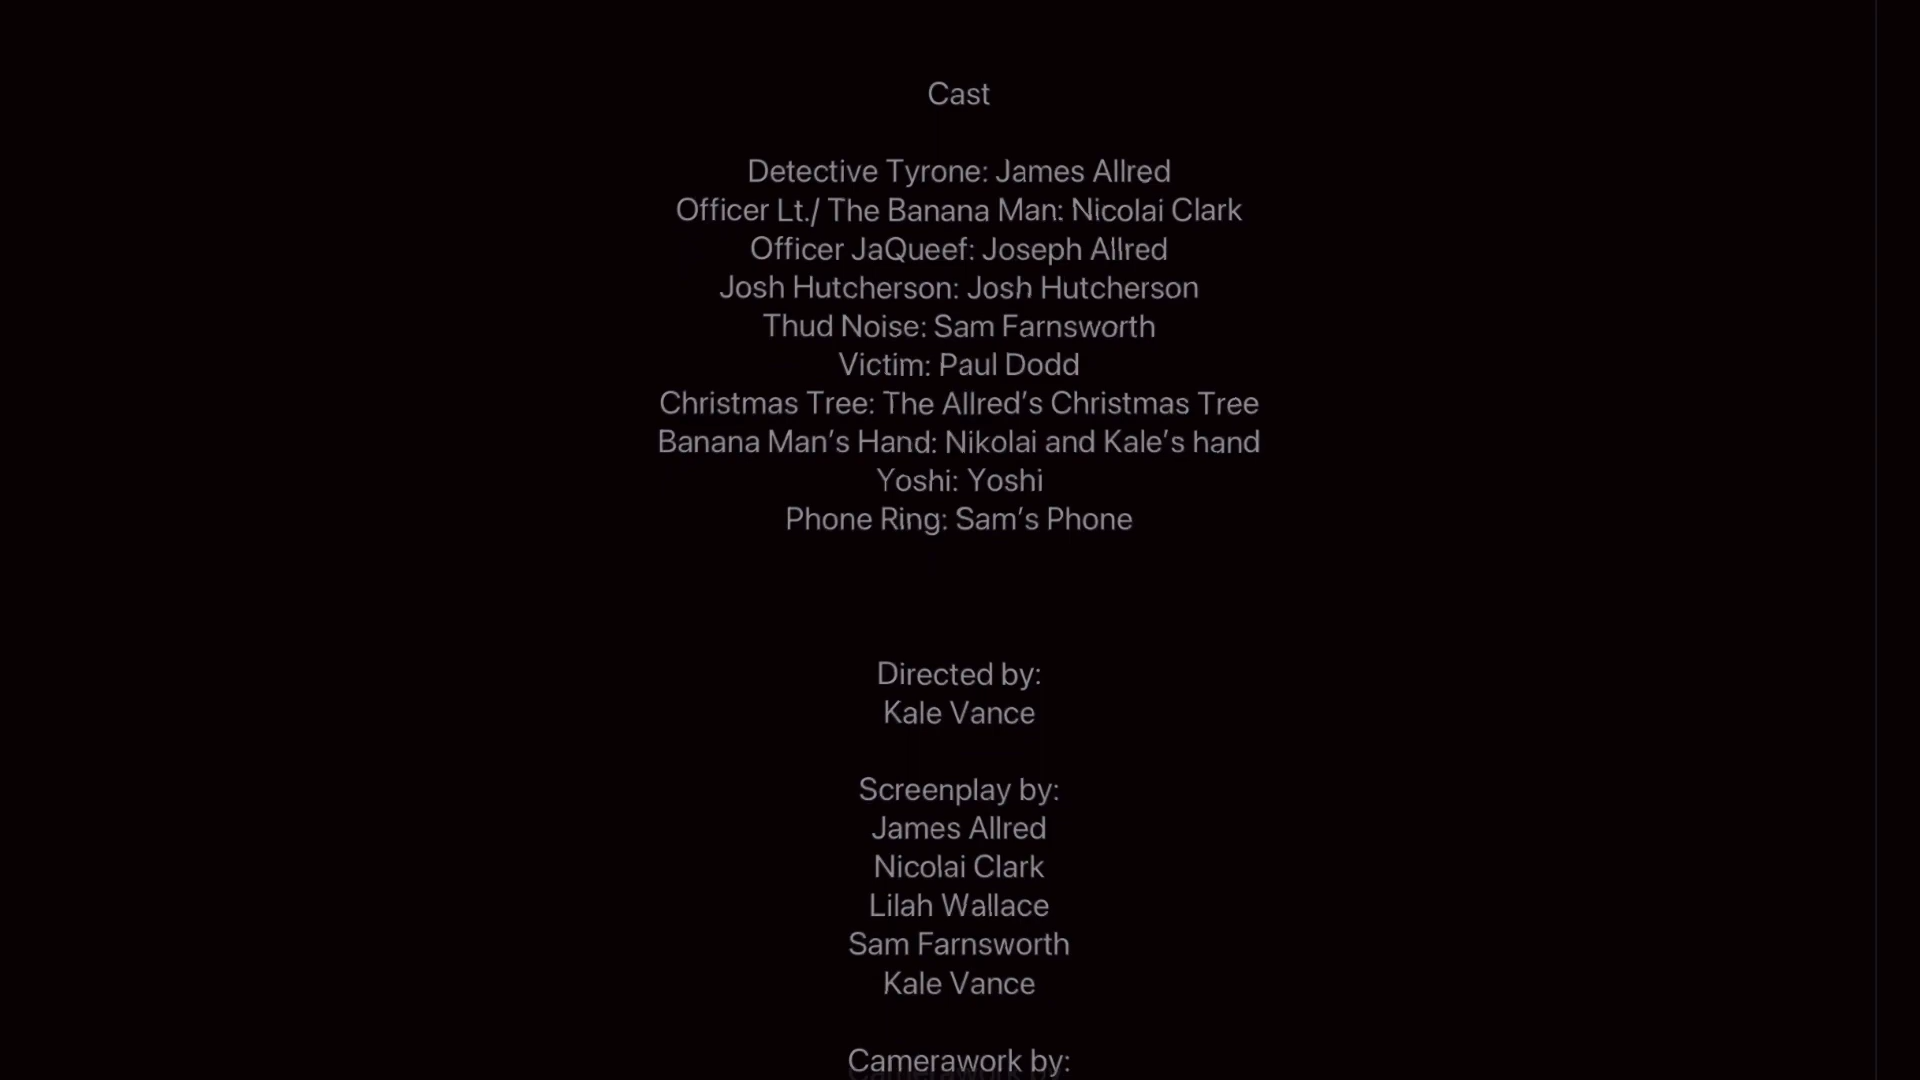 Cast
Detective Tyrone: James Allred
Officer Lt./ The Banana Man: Nicolai Clark
Officer JaQueef: Joseph Allred
Josh Hutcherson: Josh Hutcherson
Thud Noise: Sam Farnsworth
Victim: Paul Dodd
Christmas Tree: The Allred’s Christmas Tree
Banana Man’s Hand: Nikolai and Kale’s hand
Yoshi: Yoshi
Phone Ring: Sam’s Phone
Directed by:
Kale Vance
Screenplay by:
James Allred
Nicolai Clark
Lilah Wallace
Sam Farnsworth
Kale Vance
Camerawork by: